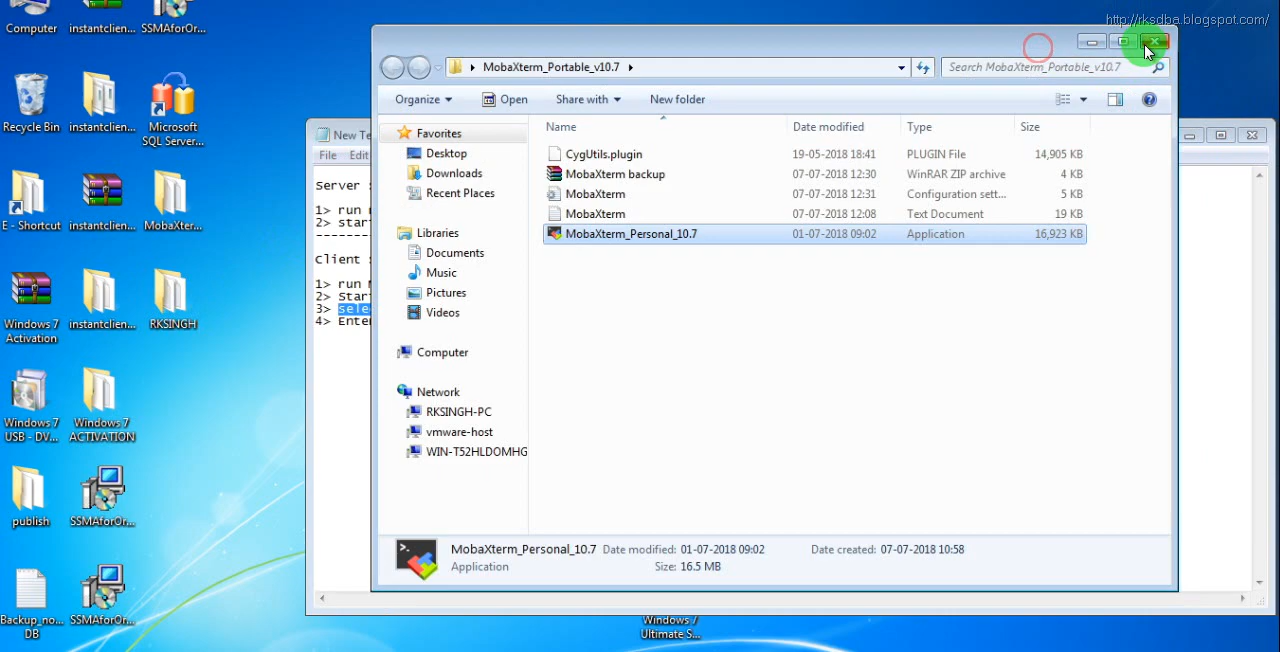 http://rksdba.blogspot.com/
Computer
instantclien...
SSMAforOr...
Recycle Bin
instantclien...
Microsoft
SQL Server...
E - Shortcut
instantclien...
MobaXter...
Windows 7
Activation
instantclien...
RKSINGH
Windows 7
USB - DV...
Windows 7
ACTIVATION
publish
SSMAforOr...
Backup_no...
DB
SSMAforOr...
Windows 7
Ultimate S...
New Te
File Edit
Server
1> run
2> star
Client
1> run
2> Star
3> Sele
4> Enter
MobaXterm_Portable_v10.7
Search MobaXterm_Portable_v10.7
Organize Open Share with New folder
Favorites
Desktop
Downloads
Recent Places
Libraries
Documents
Music
Pictures
Videos
Computer
Network
RKSINGH-PC
vmware-host
WIN-T52HLDOMHG
Name Date modified Type Size
CygUtils.plugin 19-05-2018 18:41 PLUGIN File 14,905 KB
MobaXterm backup 07-07-2018 12:30 WinRAR ZIP archive 4 KB
MobaXterm 07-07-2018 12:31 Configuration sett... 5 KB
MobaXterm 07-07-2018 12:08 Text Document 19 KB
MobaXterm_Personal_10.7 01-07-2018 09:02 Application 16,923 KB
MobaXterm_Personal_10.7 Date modified: 01-07-2018 09:02 Date created: 07-07-2018 10:58
Application Size: 16.5 MB